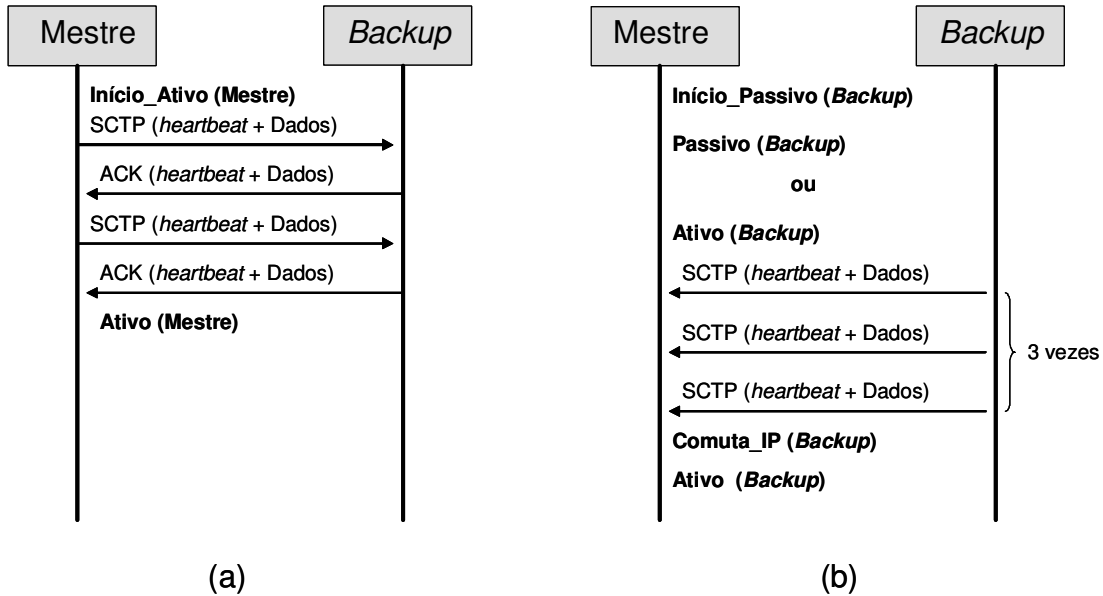 Mestre
Backup
Início_Ativo (Mestre)
SCTP (heartbeat + Dados)
ACK (heartbeat + Dados)
SCTP (heartbeat + Dados)
ACK (heartbeat + Dados)
Ativo (Mestre)
(a)
Mestre
Backup
Início_Passivo (Backup)
Passivo (Backup)
ou
Ativo (Backup)
SCTP (heartbeat + Dados)
SCTP (heartbeat + Dados)
3 vezes
SCTP (heartbeat + Dados)
Comuta_IP (Backup)
Ativo (Backup)
(b)